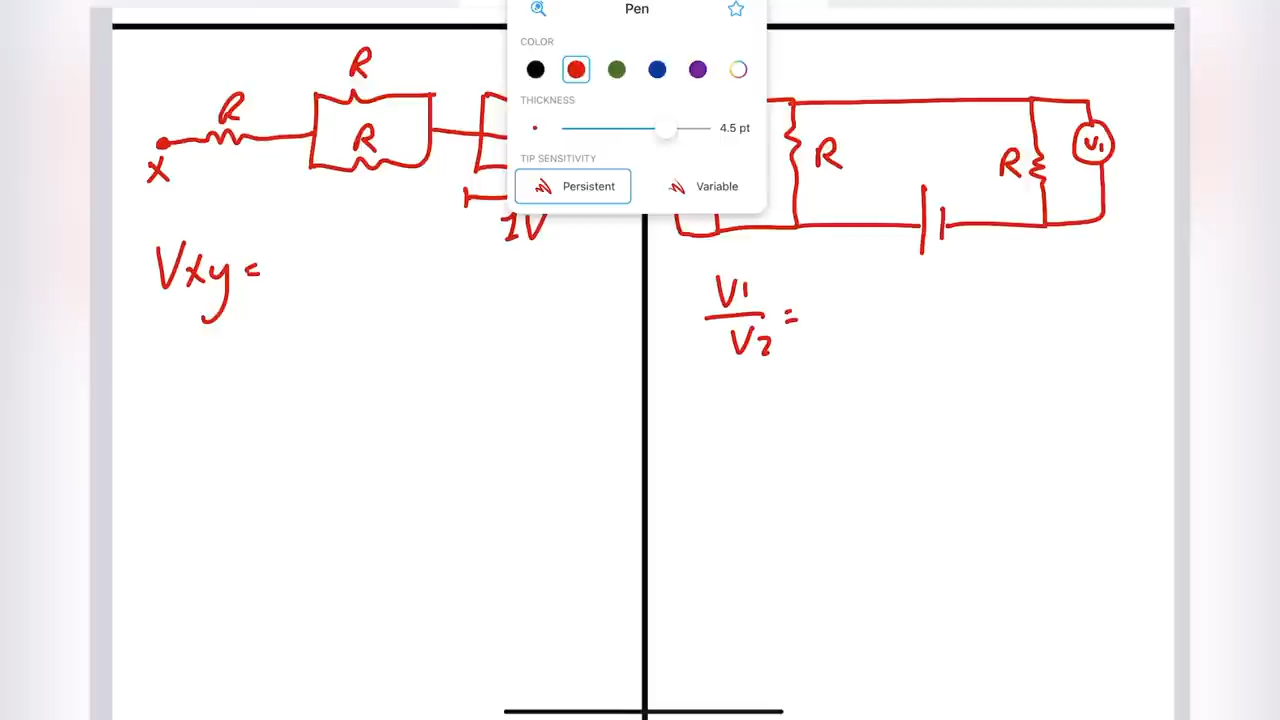 Pen
COLOR
THICKNESS
4.5 pt
TIP SENSITIVITY
Persistent
Variable
R
R
R
X
1V
Vxy=
R
R
V1
V1
V2
=